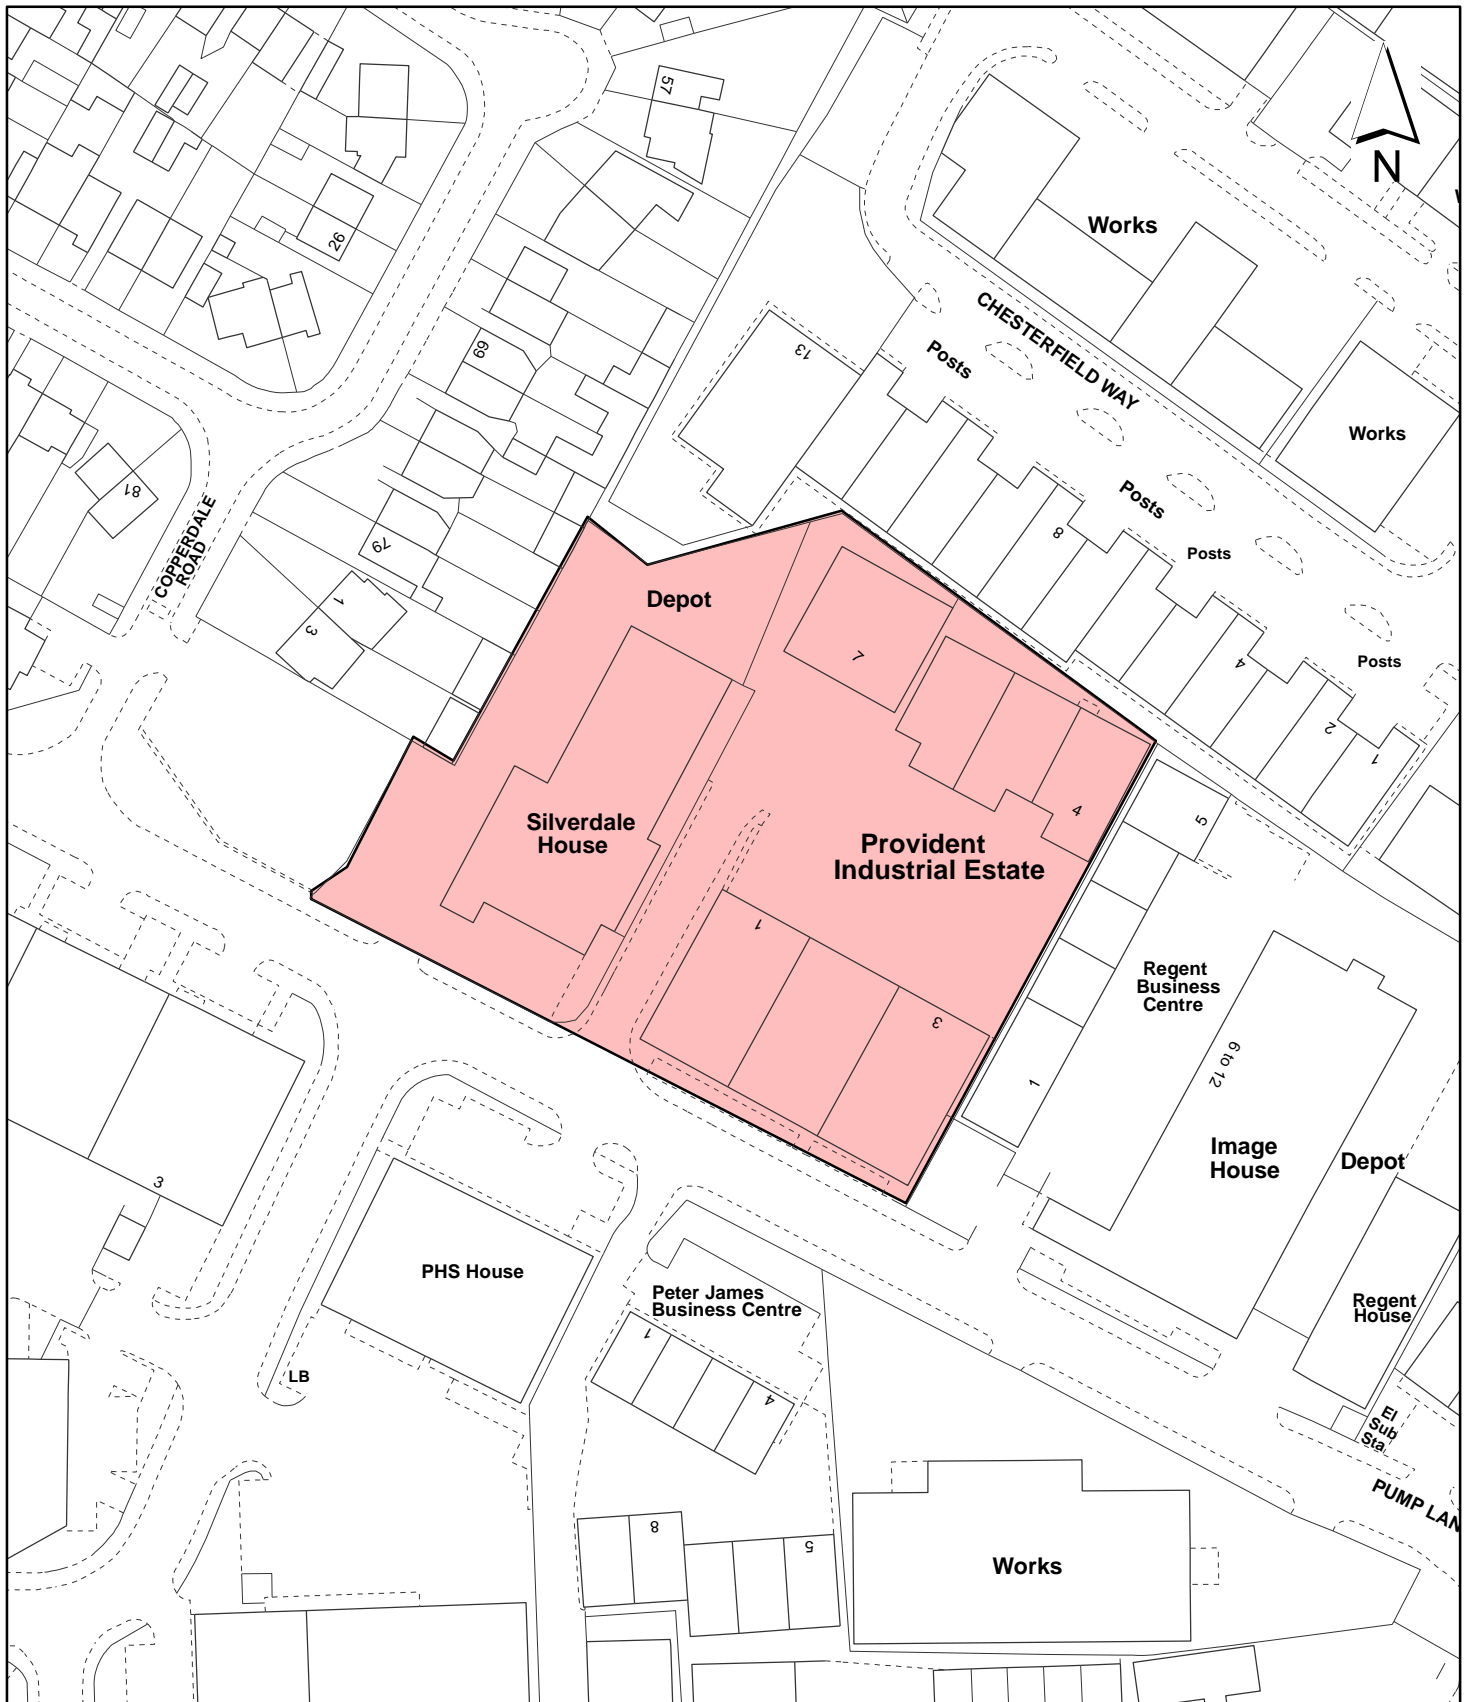 57
N
Works
26
CHESTERFIELD WAY
13
69
Posts
Works
81
Posts
COPPERDALE
ROAD
79
8
Posts
1
3
Depot
7
4
Posts
2
1
4
5
Silverdale
House
Provident
Industrial Estate
1
3
Regent
Business
Centre
6 to 12
1
Image
House
Depot
3
PHS House
Peter James
Business Centre
Regent
House
1
4
LB
El
Sub
Sta
PUMP LAN
8
5
Works